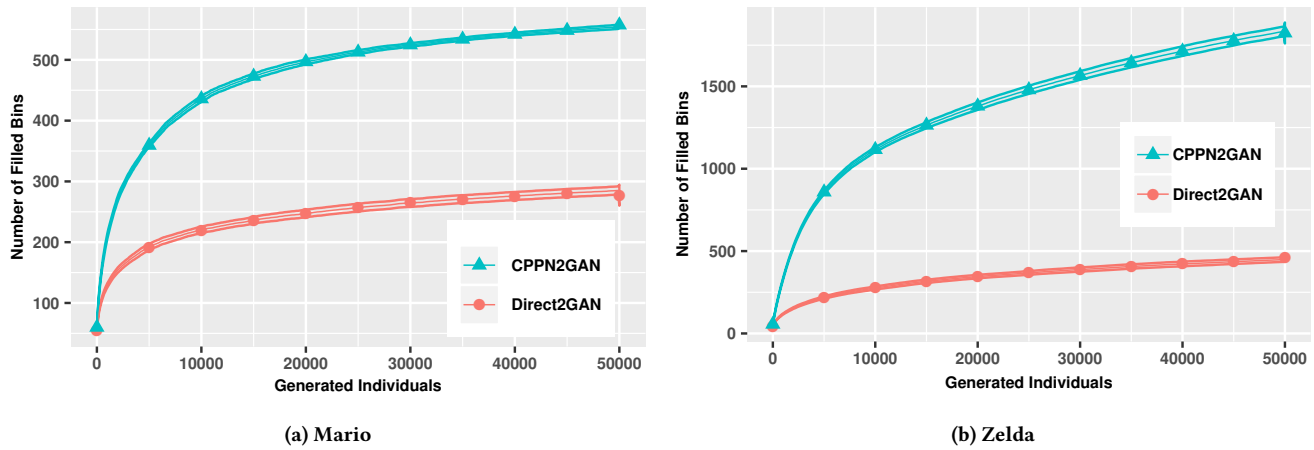 Number of Filled Bins
500
400
300
200
100
CPPN2GAN
Direct2GAN
0
10000
20000
30000
40000
50000
Generated Individuals
(a) Mario
Number of Filled Bins
1500
1000
500
0
CPPN2GAN
Direct2GAN
0
10000
20000
30000
40000
50000
Generated Individuals
(b) Zelda